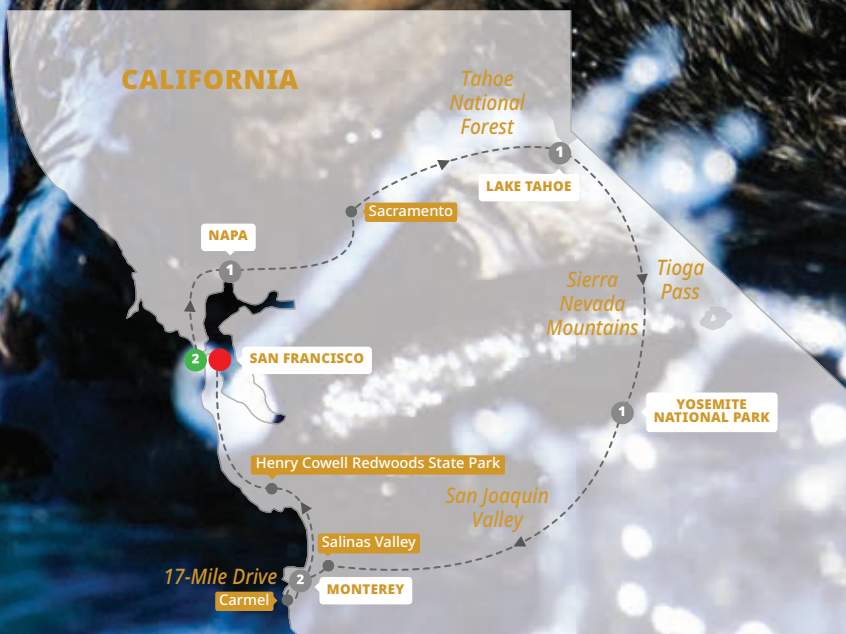 CALIFORNIA
Tahoe
National
Forest
1
LAKE TAHOE
Sacramento
NAPA
1
Sierra
Nevada
Mountains
Tioga
Pass
2
SAN FRANCISCO
1
YOSEMITE
NATIONAL PARK
Henry Cowell Redwoods State Park
San Joaquin
Valley
Salinas Valley
17-Mile Drive
2
MONTEREY
Carmel